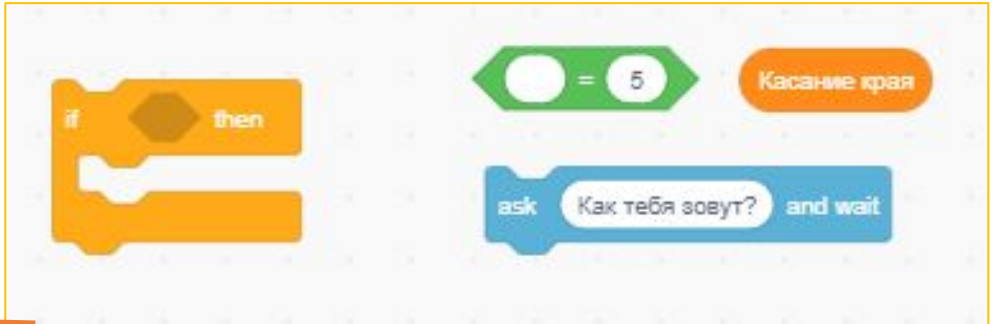 = 5
Касание края
if then
ask Как тебя зовут? and wait